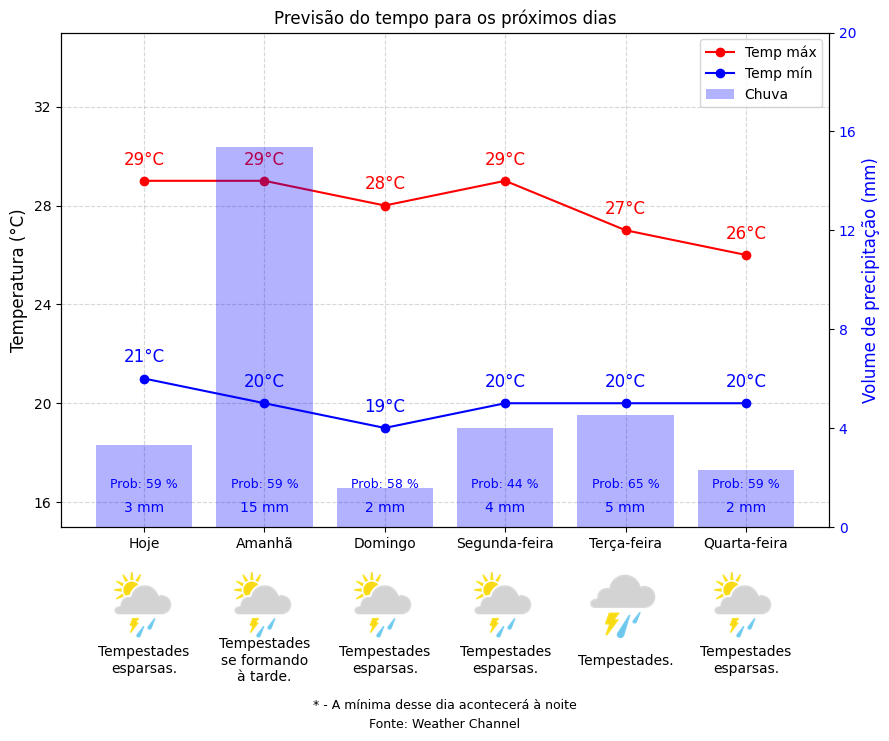 Previsão do tempo para os próximos dias
Temp máx
Temp mín
Chuva
Temperatura (°C)
Volume de precipitação (mm)
32
28
24
20
16
20
16
12
8
4
0
29°C
29°C
28°C
29°C
27°C
26°C
21°C
20°C
19°C
20°C
20°C
20°C
Prob: 59 %
Prob: 59 %
Prob: 58 %
Prob: 44 %
Prob: 65 %
Prob: 59 %
3 mm
15 mm
2 mm
4 mm
5 mm
2 mm
Hoje
Amanhã
Domingo
Segunda-feira
Terça-feira
Quarta-feira
Tempestades
esparsas.
Tempestades
se formando
à tarde.
Tempestades
esparsas.
Tempestades
esparsas.
Tempestades.
Tempestades
esparsas.
* - A mínima desse dia acontecerá à noite
Fonte: Weather Channel